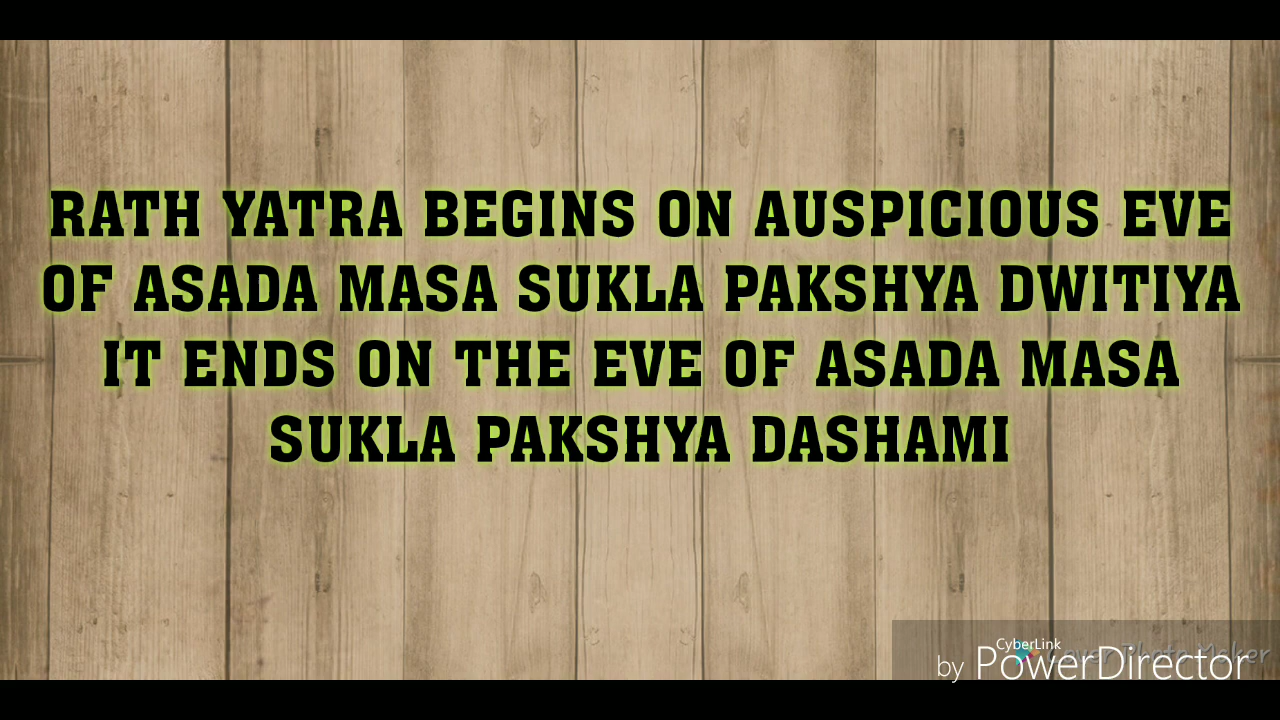 RATH YATRA BEGINS ON AUSPICIOUS EVE
OF ASADA MASA SUKLA PAKSHYA DWITIYA
IT ENDS ON THE EVE OF ASADA MASA
SUKLA PAKSHYA DASHAMI
CyberLink
by PowerDirector